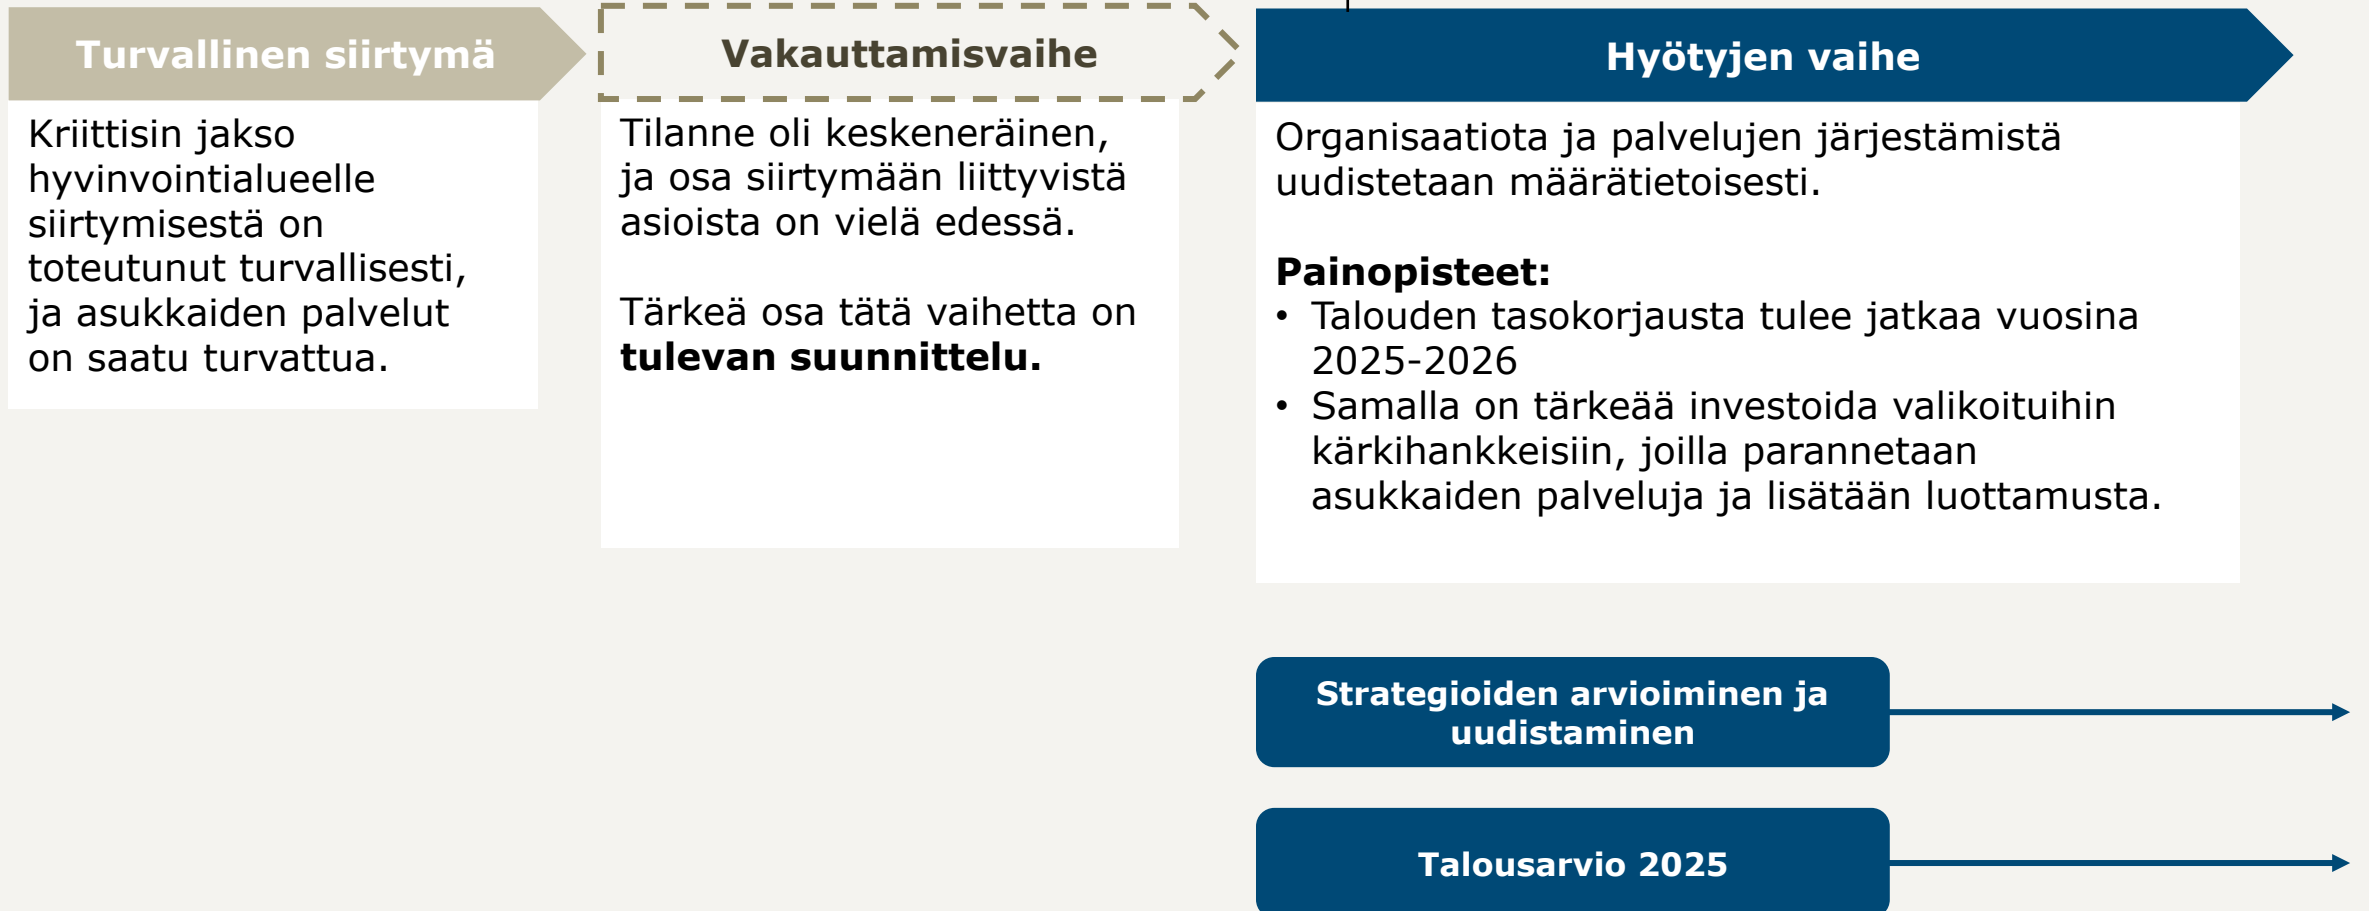 Turvallinen siirtymä
Kriittisin jakso
hyvinvointialueelle
siirtymisestä on
toteutunut turvallisesti,
ja asukkaiden palvelut
on saatu turvattua.
Vakauttamisvaihe
Tilanne oli keskeneräinen,
ja osa siirtymään liittyvistä
asioista on vielä edessä.
Tärkeä osa tätä vaihetta on
tulevan suunnittelu.
Hyötyjen vaihe
Organisaatiota ja palvelujen järjestämistä
uudistetaan määrätietoisesti.
Painopisteet:
• Talouden tasokorjausta tulee jatkaa vuosina
2025-2026
• Samalla on tärkeää investoida valikoituihin
kärkihankkeisiin, joilla parannetaan
asukkaiden palveluja ja lisätään luottamusta.
Strategioiden arvioiminen ja
uudistaminen
Talousarvio 2025